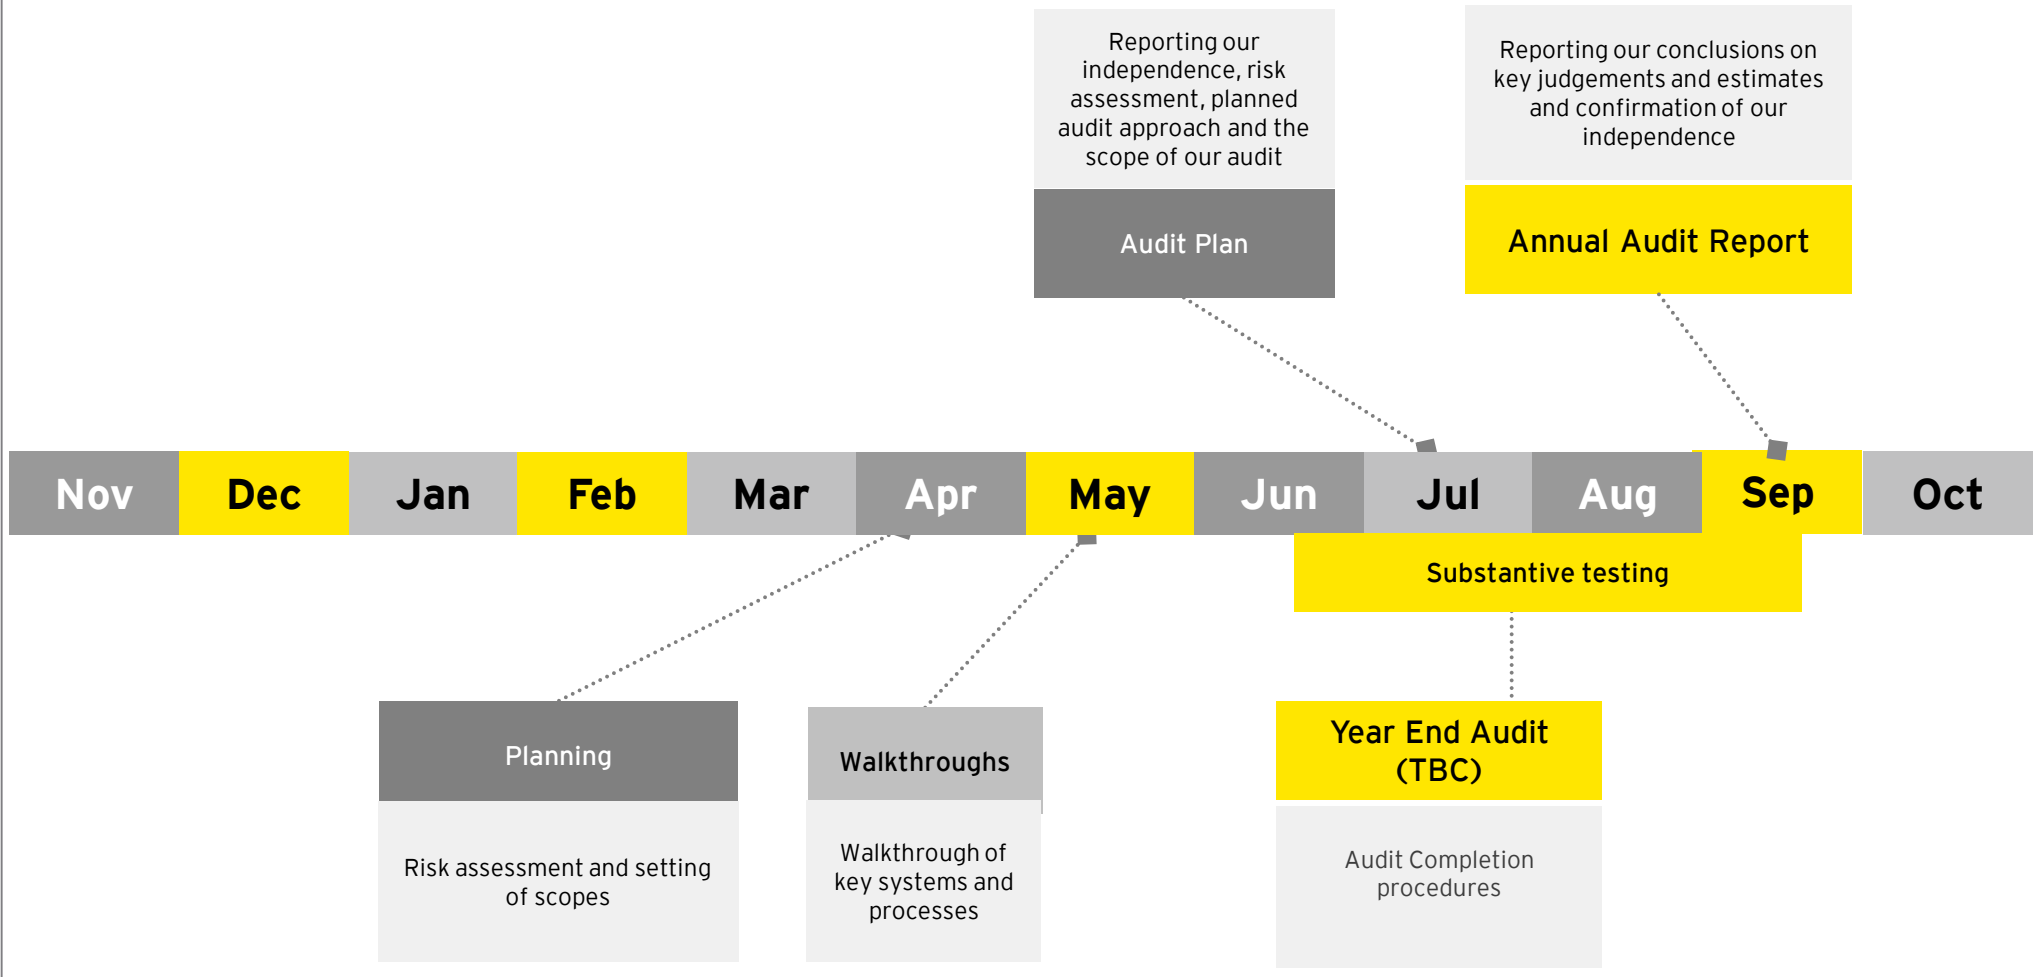 Reporting our
independence, risk
assessment, planned
audit approach and the
scope of our audit
Audit Plan
Reporting our conclusions on
key judgements and estimates
and confirmation of our
independence
Annual Audit Report
Nov
Dec
Jan
Feb
Mar
Apr
May
Jun
Jul
Aug
Sep
Oct
Substantive testing
Planning
Risk assessment and setting
of scopes
Walkthroughs
Walkthrough of
key systems and
processes
Year End Audit
(TBC)
Audit Completion
procedures